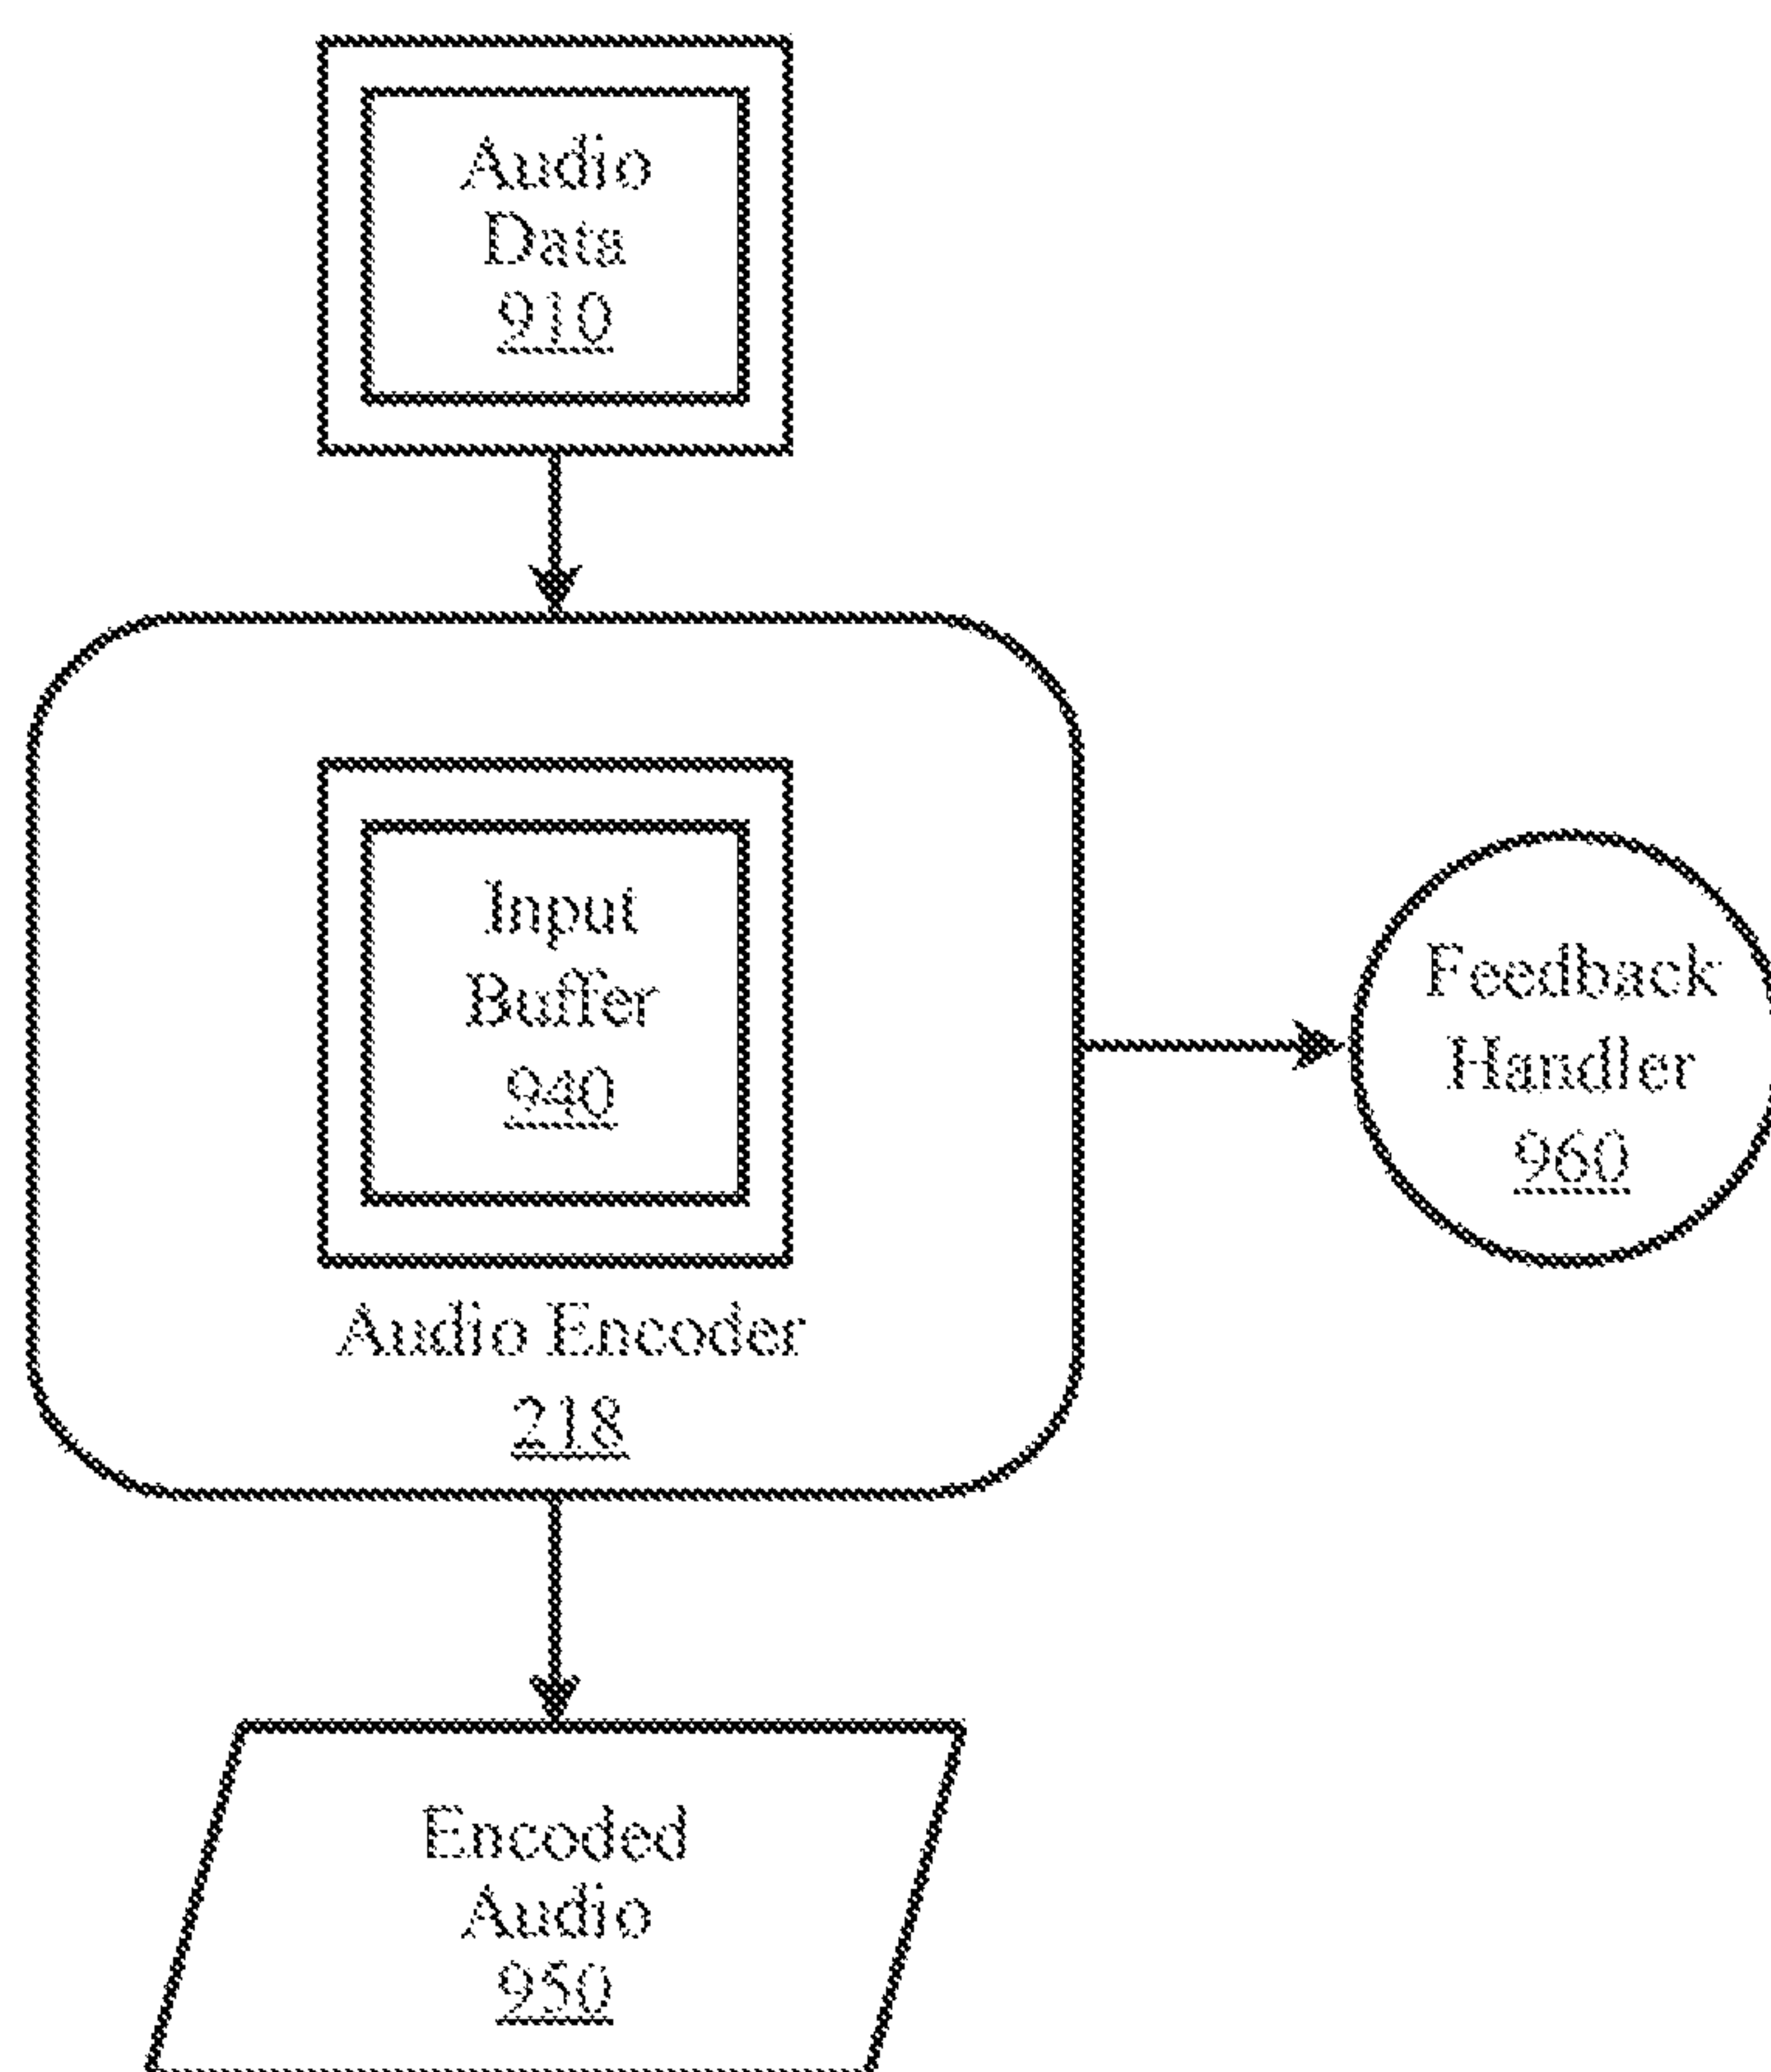 Audio
Data
910
Input
Buffer
940
Audio Encoder
218
Feedback
Handler
960
Encoded
Audio
950